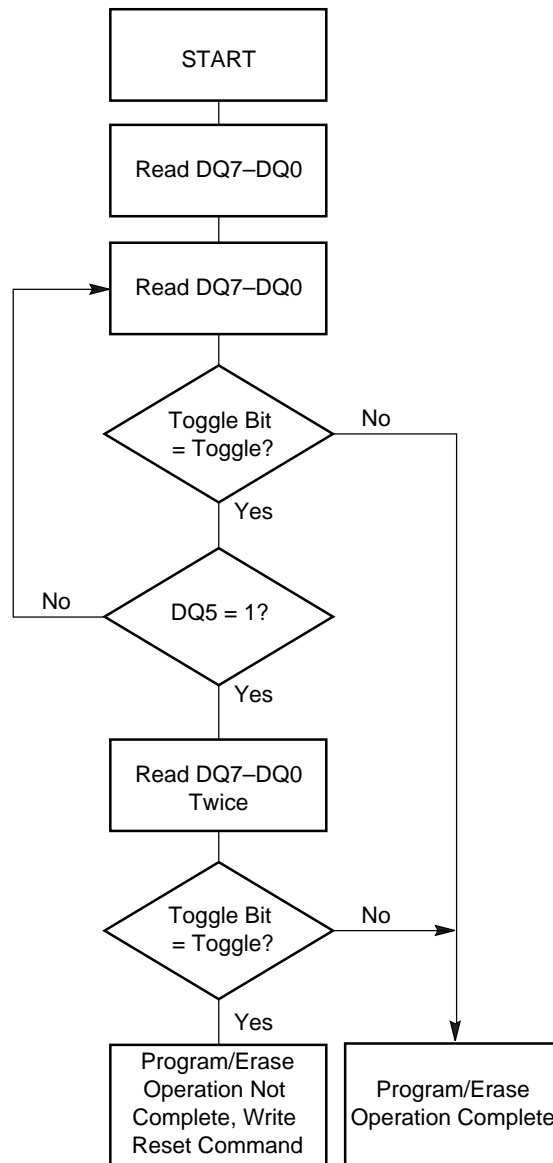 START
Read DQ7–DQ0
Read DQ7–DQ0
Toggle Bit
= Toggle?
No
Yes
No
DQ5 = 1?
Yes
Read DQ7–DQ0
Twice
Toggle Bit
= Toggle?
No
Yes
Program/Erase
Operation Not
Complete, Write
Reset Command
Program/Erase
Operation Complete